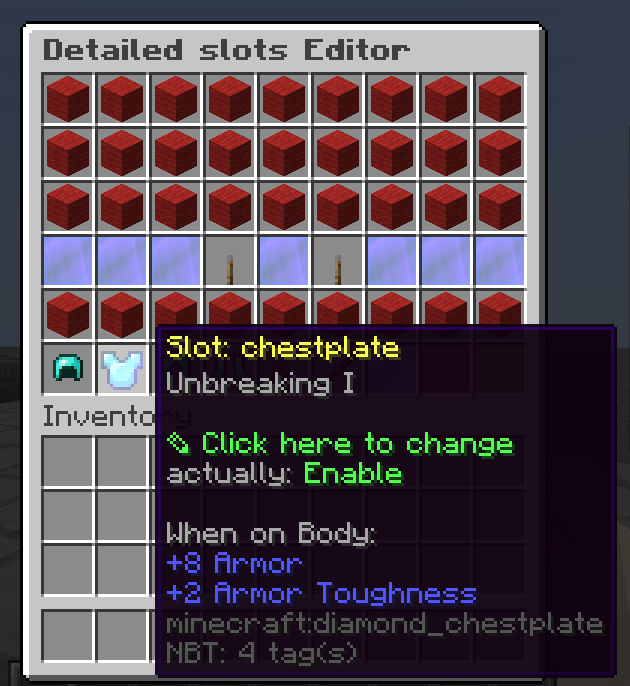 Detailed slots Editor
Slot: chestplate
Unbreaking I
✎ Click here to change
actually: Enable
When on Body:
+8 Armor
+2 Armor Toughness
minecraft:diamond_chestplate
NBT: 4 tag(s)
Inventory